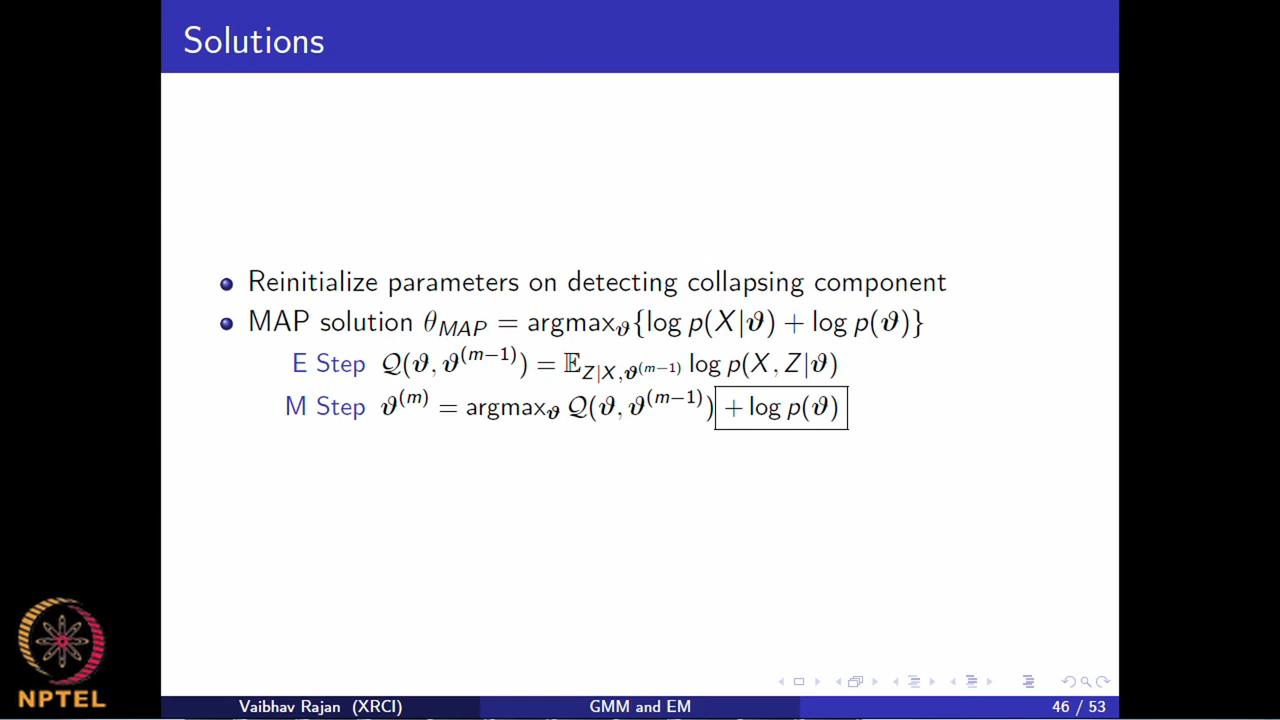 Solutions
Reinitialize parameters on detecting collapsing component
MAP solution θ_MAP = argmax_ϑ{log p(X|ϑ) + log p(ϑ)}
E Step 𝒬(ϑ, ϑ^(m−1)) = 𝔼_{Z|X,ϑ^(m−1)} log p(X, Z|ϑ)
M Step ϑ^(m) = argmax_ϑ 𝒬(ϑ, ϑ^(m−1)) + log p(ϑ)
NPTEL
Vaibhav Rajan (XRCI) GMM and EM 46 / 53